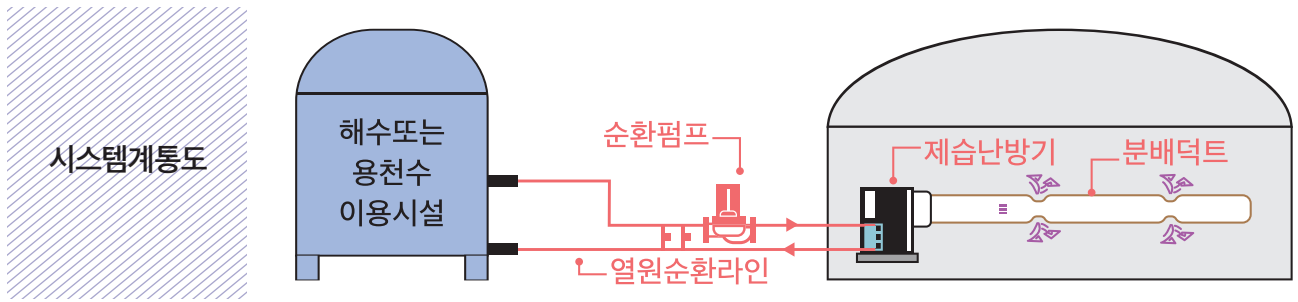 시스템계통도
해수또는
용천수
이용시설
순환펌프
열원순환라인
제습난방기
분배덕트